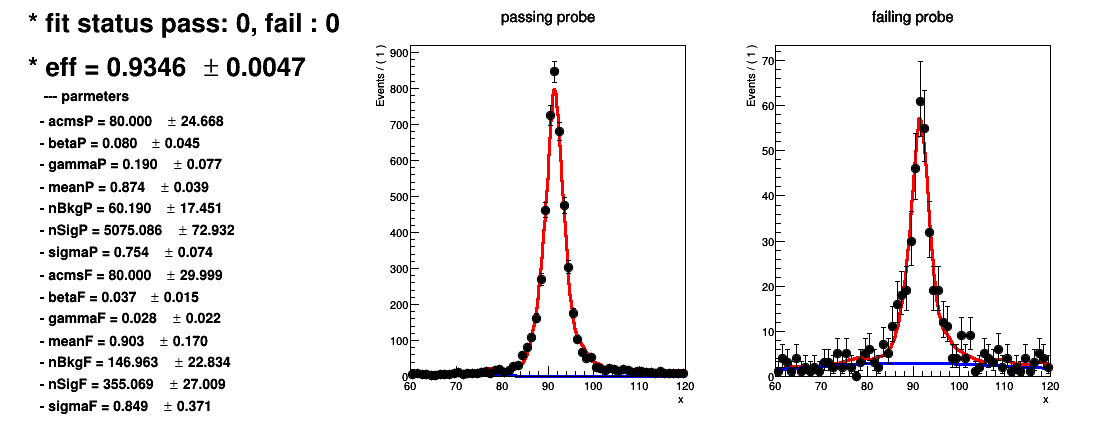 * fit status pass: 0, fail : 0
* eff = 0.9346 ± 0.0047
--- parmeters
- acmsP = 80.000 ± 24.668
- betaP = 0.080 ± 0.045
- gammaP = 0.190 ± 0.077
- meanP = 0.874 ± 0.039
- nBkgP = 60.190 ± 17.451
- nSigP = 5075.086 ± 72.932
- sigmaP = 0.754 ± 0.074
- acmsF = 80.000 ± 29.999
- betaF = 0.037 ± 0.015
- gammaF = 0.028 ± 0.022
- meanF = 0.903 ± 0.170
- nBkgF = 146.963 ± 22.834
- nSigF = 355.069 ± 27.009
- sigmaF = 0.849 ± 0.371
passing probe
Events / ( 1 )
900
800
700
600
500
400
300
200
100
0
60 70 80 90 100 110 120
x
failing probe
Events / ( 1 )
70
60
50
40
30
20
10
0
60 70 80 90 100 110 120
x